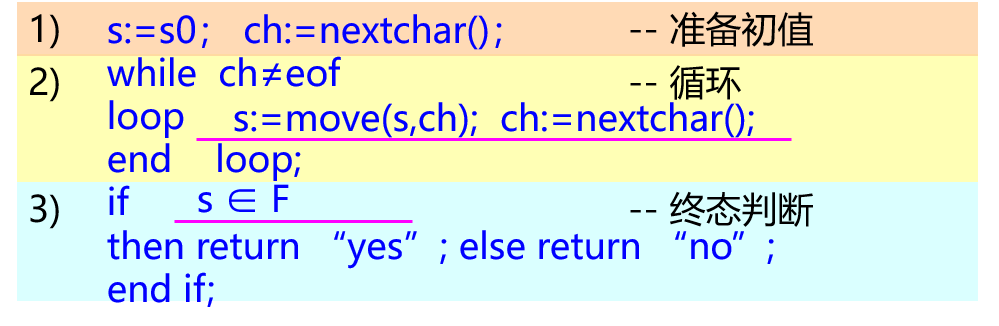 1) s:=s0; ch:=nextchar(); -- 准备初值
2) while ch≠eof -- 循环
loop s:=move(s,ch); ch:=nextchar();
end loop;
3) if s ∈ F -- 终态判断
then return “yes”; else return “no”;
end if;